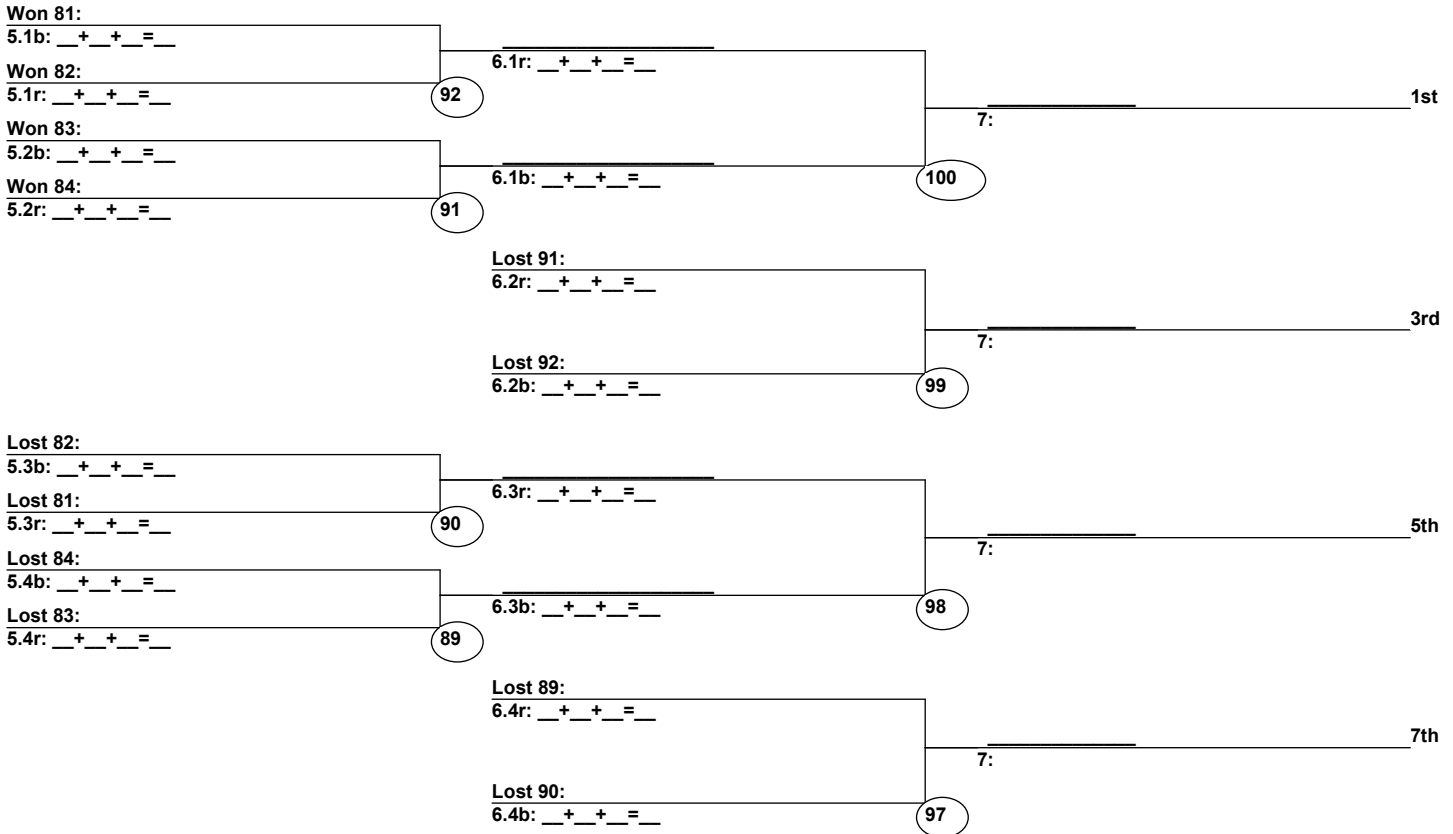 Won 81:
5.1b: __+__+__=__
6.1r: __+__+__=__
Won 82:
5.1r: __+__+__=__
92
1st
7:
Won 83:
5.2b: __+__+__=__
6.1b: __+__+__=__
100
Won 84:
5.2r: __+__+__=__
91
Lost 91:
6.2r: __+__+__=__
3rd
7:
Lost 92:
6.2b: __+__+__=__
99
Lost 82:
5.3b: __+__+__=__
6.3r: __+__+__=__
Lost 81:
5.3r: __+__+__=__
90
5th
7:
Lost 84:
5.4b: __+__+__=__
6.3b: __+__+__=__
98
Lost 83:
5.4r: __+__+__=__
89
Lost 89:
6.4r: __+__+__=__
7th
7:
Lost 90:
6.4b: __+__+__=__
97